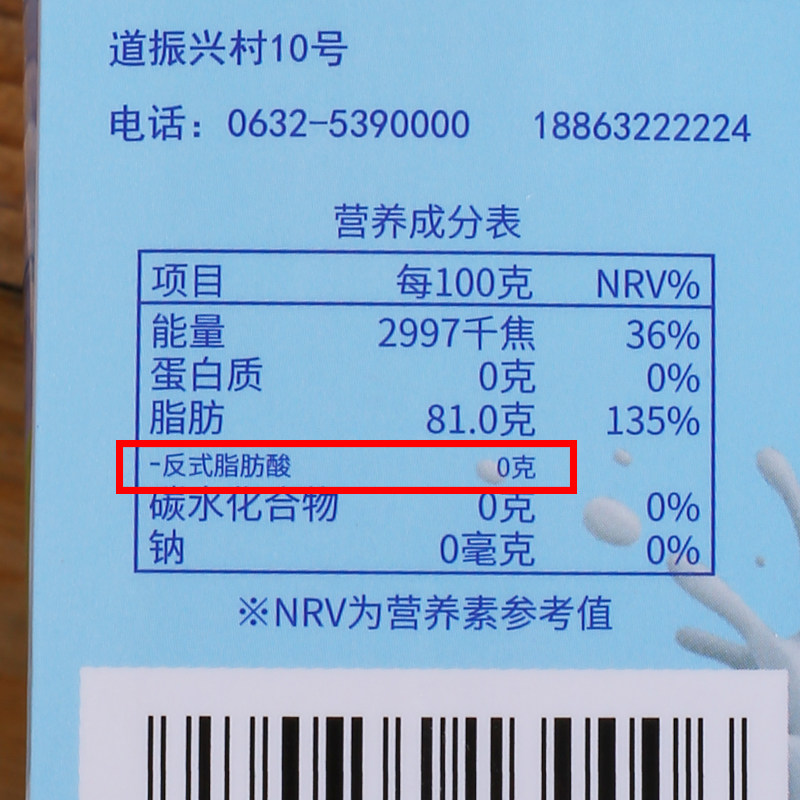 道振兴村10号
电话：0632-5390000 18863222224
营养成分表
项目 每100克 NRV%
能量 2997千焦 36%
蛋白质 0克 0%
脂肪 81.0克 135%
-反式脂肪酸 0克
碳水化合物 0克 0%
钠 0毫克 0%
※NRV为营养素参考值